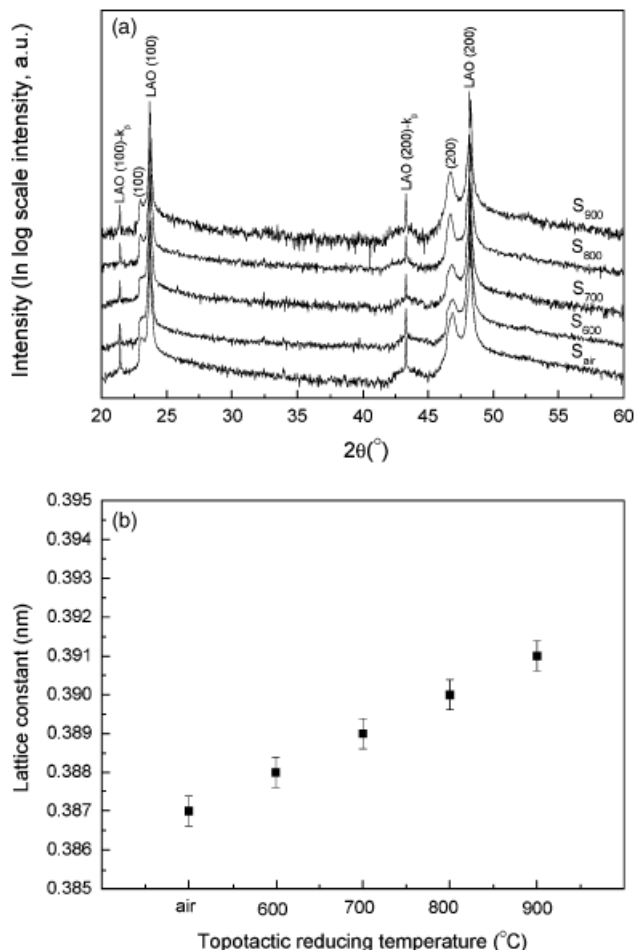 (a)
Intensity (In log scale intensity, a.u.)
LAO (100)-kβ
(100)
LAO (100)
LAO (200)-kβ
(200)
LAO (200)
S900
S800
S700
S600
Sair
20 25 30 35 40 45 50 55 60
2θ(°)
(b)
Lattice constant (nm)
0.395
0.394
0.393
0.392
0.391
0.390
0.389
0.388
0.387
0.386
0.385
air 600 700 800 900
Topotactic reducing temperature (°C)